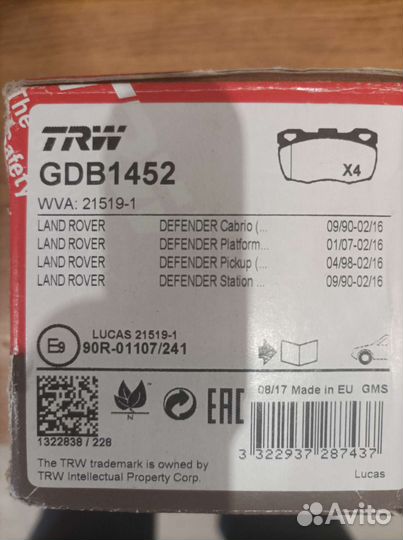 The
Safety
TRW
GDB1452
X4
WVA: 21519-1
LAND ROVER DEFENDER Cabrio (... 09/90-02/16
LAND ROVER DEFENDER Platform... 01/07-02/16
LAND ROVER DEFENDER Pickup (... 04/98-02/16
LAND ROVER DEFENDER Station ... 09/90-02/16
LUCAS 21519-1
E9 90R-01107/241
N
EAC
08/17 Made in EU GMS
1322838 / 228
3 322937 287437
The TRW trademark is owned by
TRW Intellectual Property Corp.
Lucas
Avito